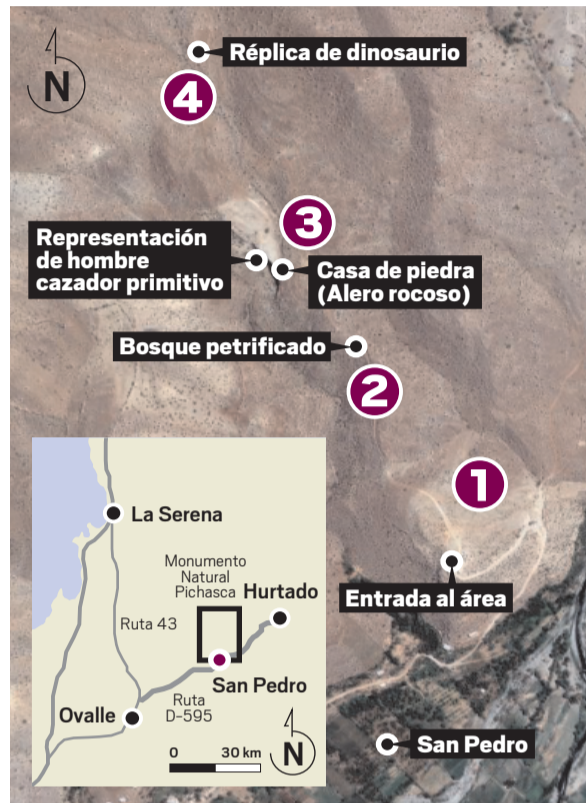 N
Réplica de dinosaurio
4
3
Representación
de hombre
cazador primitivo
Casa de piedra
(Alero rocoso)
Bosque petrificado
2
1
Entrada al área
San Pedro
La Serena
Monumento
Natural
Pichasca
Hurtado
Ruta 43
San Pedro
Ruta
D-595
Ovalle
0 30 km
N